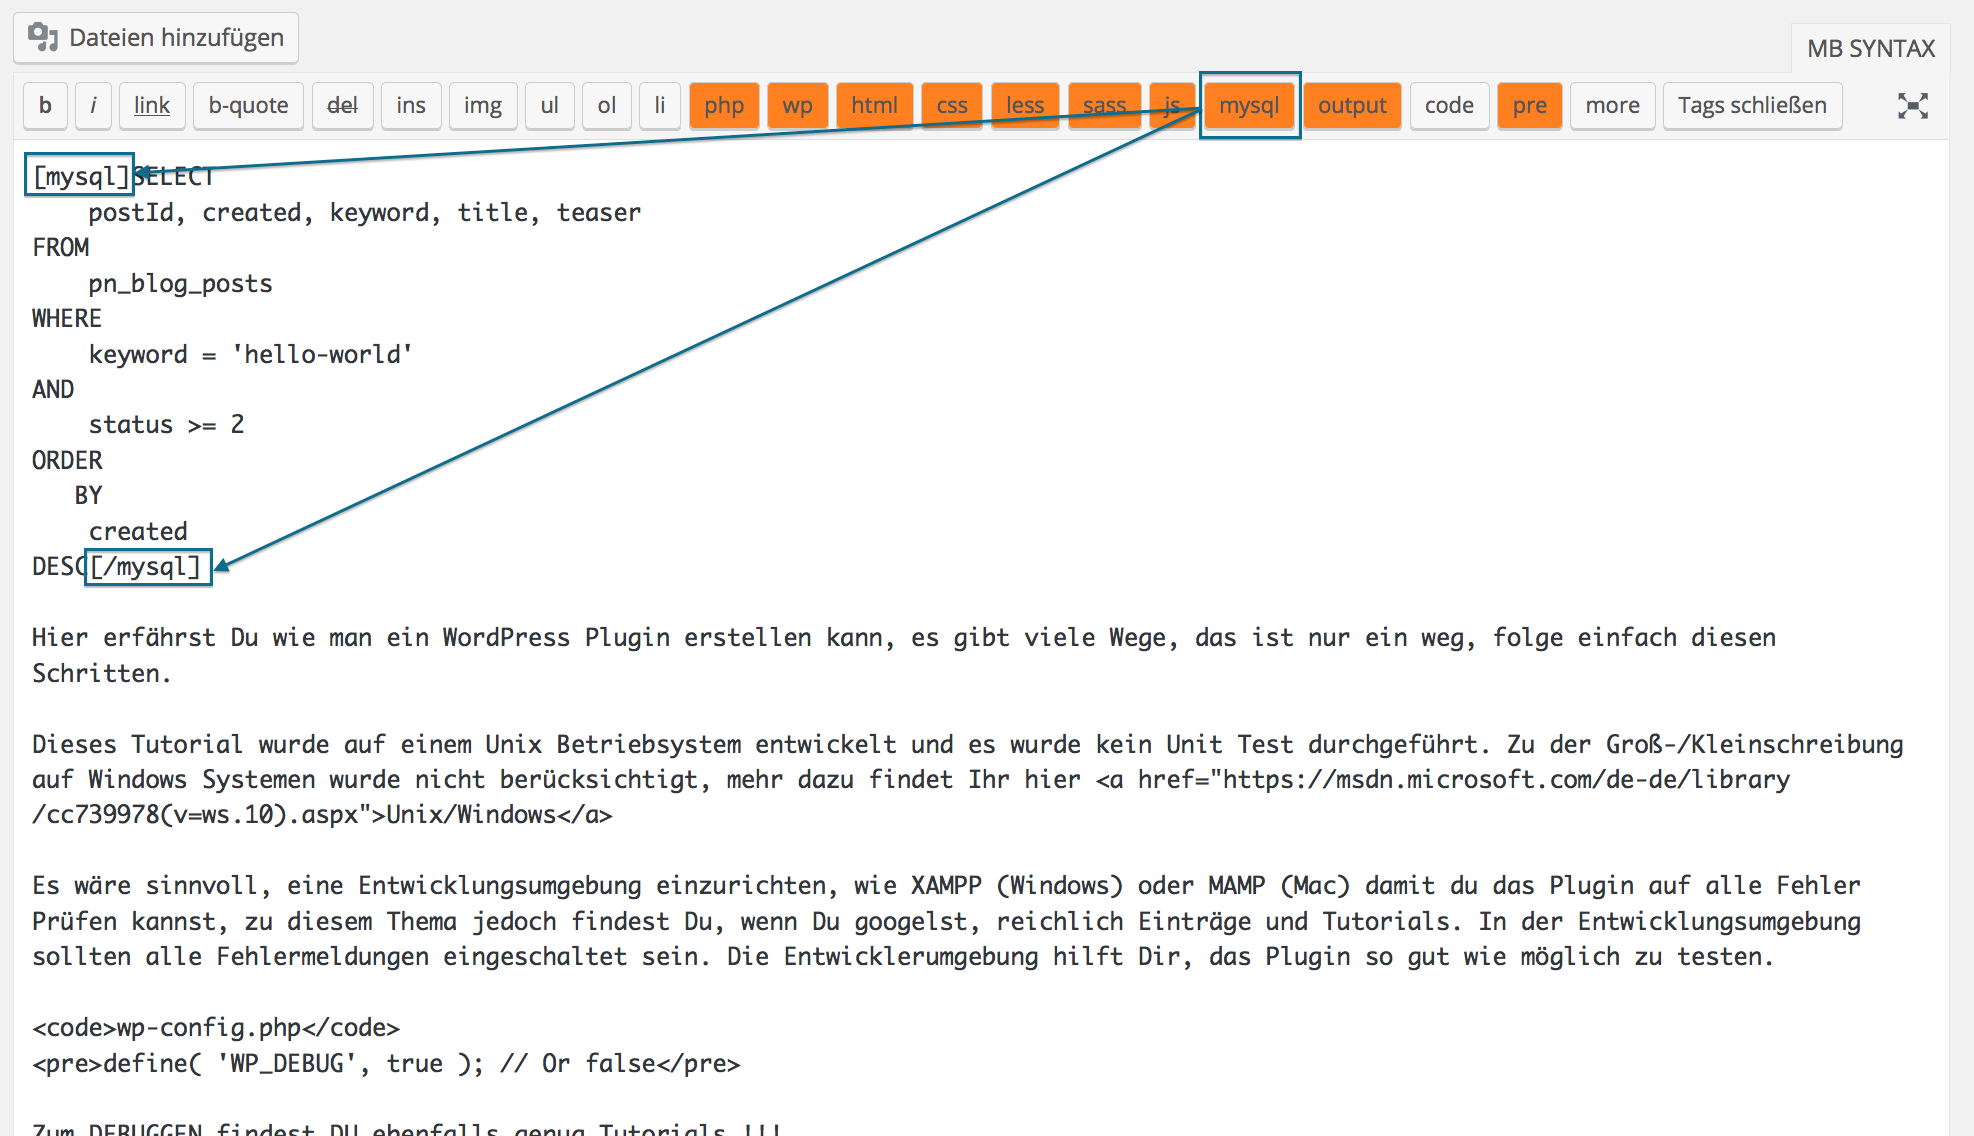 Dateien hinzufügen
MB SYNTAX
b i link b-quote del ins img ul ol li php wp html css less sass js mysql output code pre more Tags schließen
[mysql]SELECT
postId, created, keyword, title, teaser
FROM
pn_blog_posts
WHERE
keyword = 'hello-world'
AND
status >= 2
ORDER
BY
created
DESC[/mysql]
Hier erfährst Du wie man ein WordPress Plugin erstellen kann, es gibt viele Wege, das ist nur ein weg, folge einfach diesen
Schritten.
Dieses Tutorial wurde auf einem Unix Betriebsystem entwickelt und es wurde kein Unit Test durchgeführt. Zu der Groß-/Kleinschreibung
auf Windows Systemen wurde nicht berücksichtigt, mehr dazu findet Ihr hier <a href="https://msdn.microsoft.com/de-de/library
/cc739978(v=ws.10).aspx">Unix/Windows</a>
Es wäre sinnvoll, eine Entwicklungsumgebung einzurichten, wie XAMPP (Windows) oder MAMP (Mac) damit du das Plugin auf alle Fehler
Prüfen kannst, zu diesem Thema jedoch findest Du, wenn Du googelst, reichlich Einträge und Tutorials. In der Entwicklungsumgebung
sollten alle Fehlermeldungen eingeschaltet sein. Die Entwicklerumgebung hilft Dir, das Plugin so gut wie möglich zu testen.
<code>wp-config.php</code>
<pre>define( 'WP_DEBUG', true ); // Or false</pre>
Zum DEBUGGEN findest DU ebenfalls genug Tutorials !!!